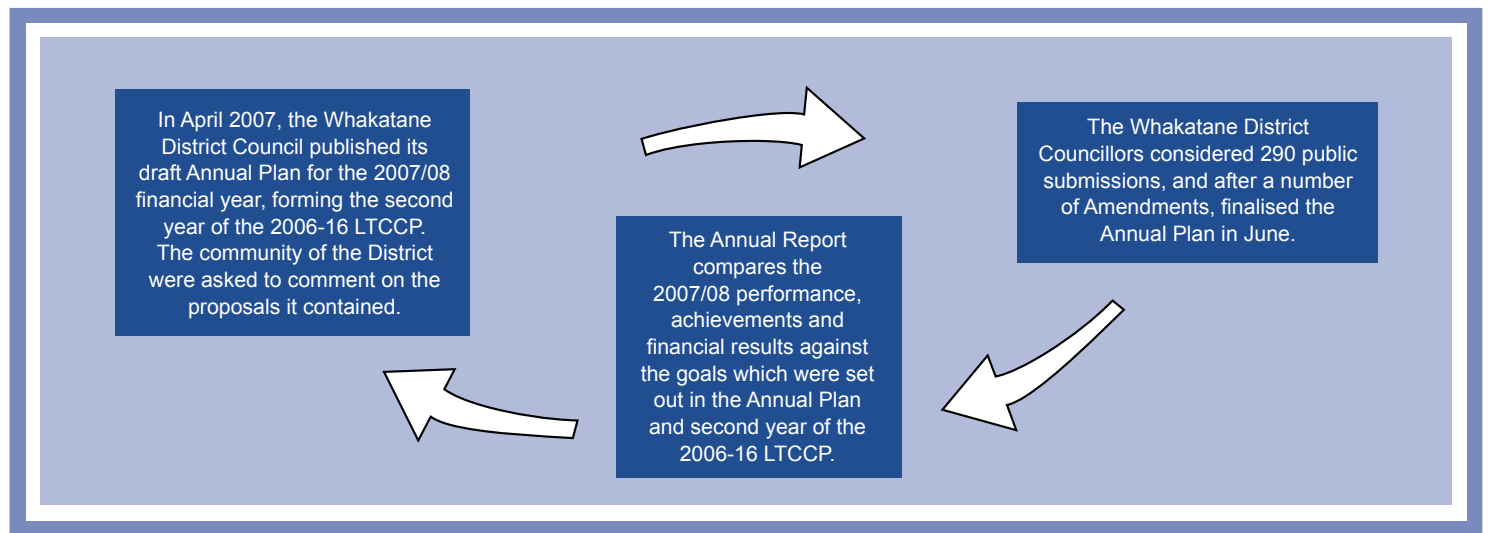 In April 2007, the Whakatane
District Council published its
draft Annual Plan for the 2007/08
financial year, forming the second
year of the 2006-16 LTCCP.
The community of the District
were asked to comment on the
proposals it contained.
The Whakatane District
Councillors considered 290 public
submissions, and after a number
of Amendments, finalised the
Annual Plan in June.
The Annual Report
compares the
2007/08 performance,
achievements and
financial results against
the goals which were set
out in the Annual Plan
and second year of the
2006-16 LTCCP.